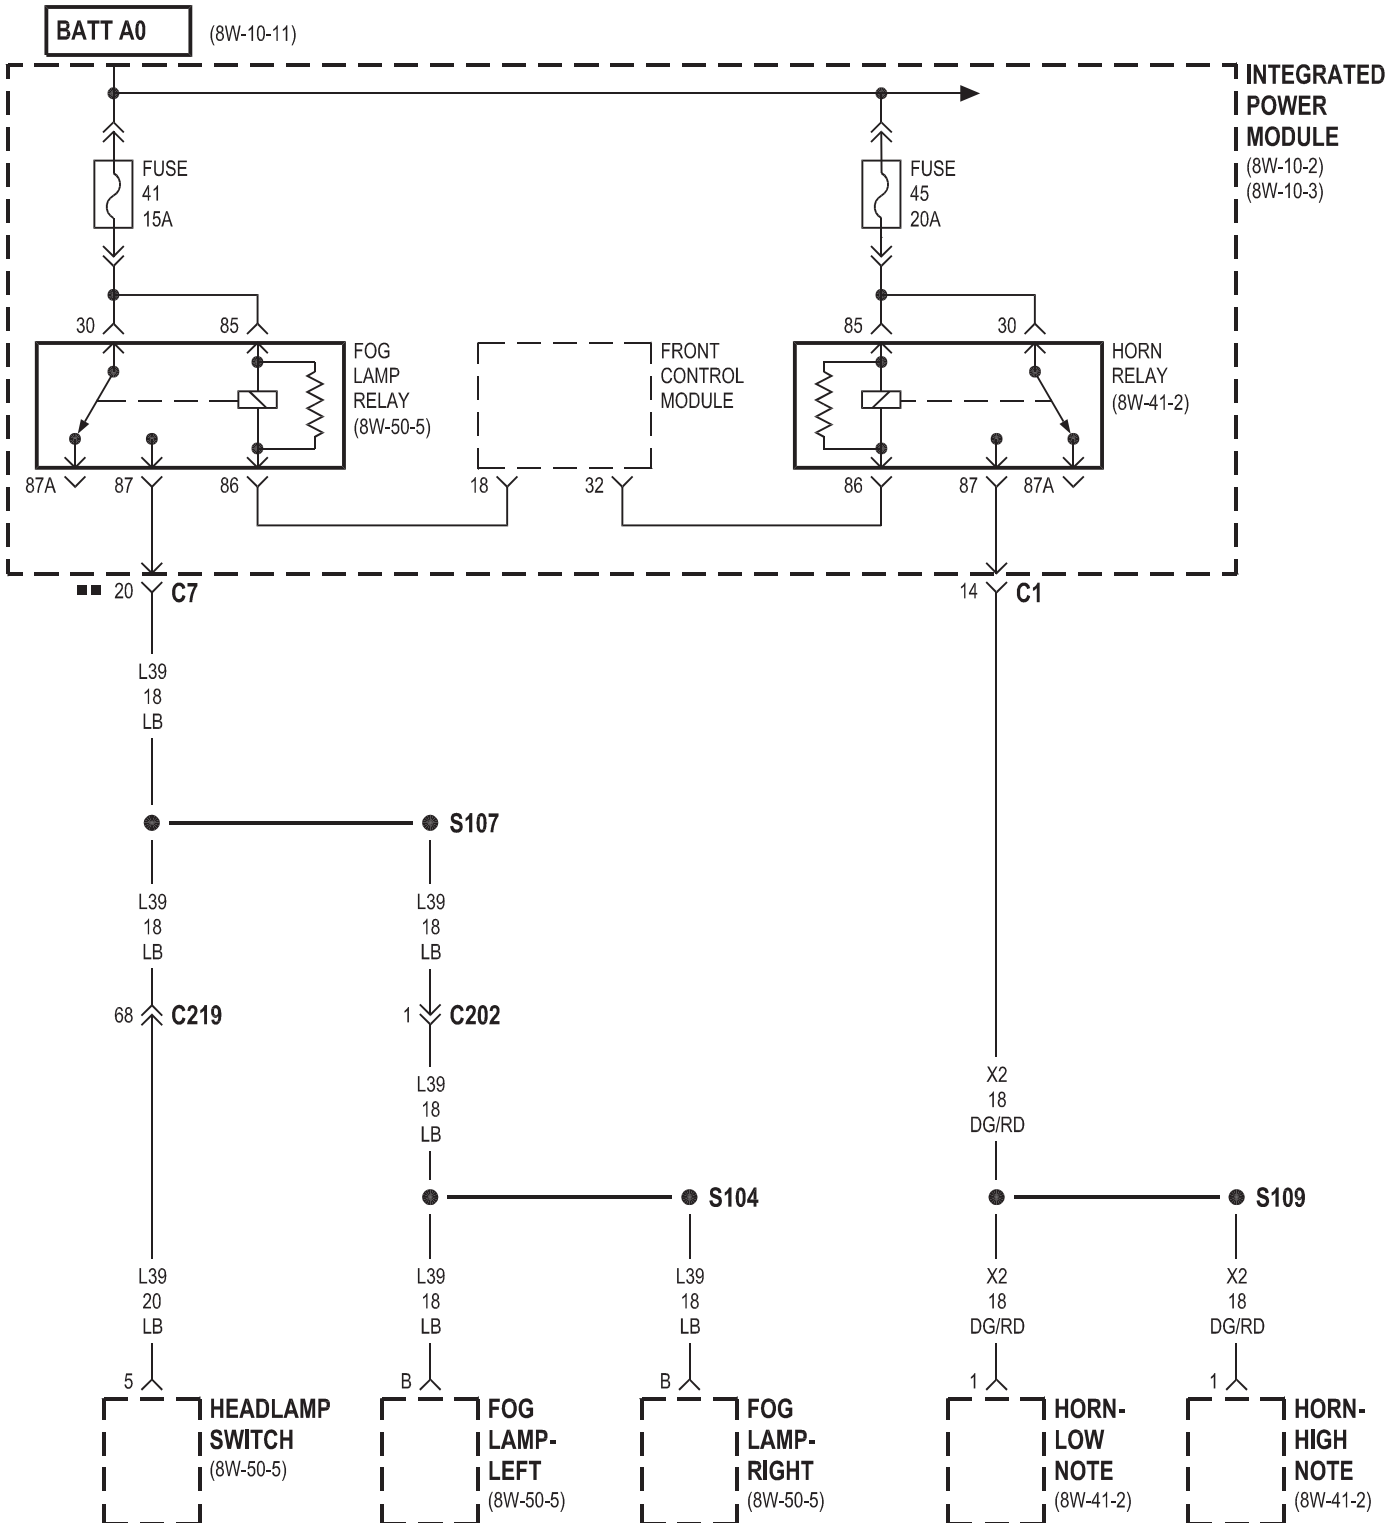 BATT A0
(8W-10-11)
INTEGRATED
POWER
MODULE
(8W-10-2)
(8W-10-3)
FUSE
41
15A
FUSE
45
20A
30
85
85
30
FOG
LAMP
RELAY
(8W-50-5)
FRONT
CONTROL
MODULE
HORN
RELAY
(8W-41-2)
87A
87
86
18
32
86
87
87A
20
C7
14
C1
L39
18
LB
S107
L39
18
LB
L39
18
LB
68
C219
1
C202
L39
18
LB
X2
18
DG/RD
S104
S109
L39
20
LB
L39
18
LB
L39
18
LB
X2
18
DG/RD
X2
18
DG/RD
5
B
B
1
1
HEADLAMP
SWITCH
(8W-50-5)
FOG
LAMP-
LEFT
(8W-50-5)
FOG
LAMP-
RIGHT
(8W-50-5)
HORN-
LOW
NOTE
(8W-41-2)
HORN-
HIGH
NOTE
(8W-41-2)